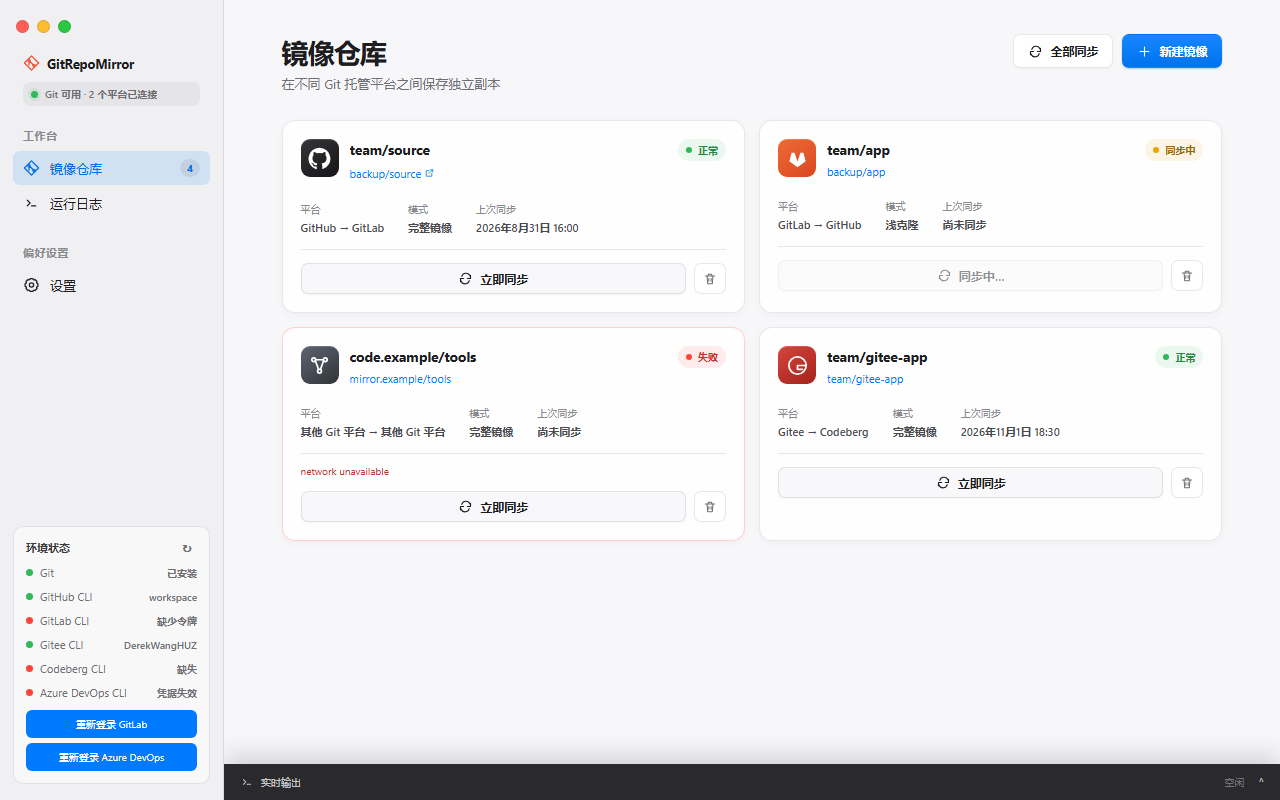 GitRepoMirror
Git 可用 · 2 个平台已连接
工作台
镜像仓库 4
运行日志
偏好设置
设置
环境状态
Git 已安装
GitHub CLI workspace
GitLab CLI 缺少令牌
Gitee CLI DerekWangHUZ
Codeberg CLI 缺失
Azure DevOps CLI 凭据失效
重新登录 GitLab
重新登录 Azure DevOps
镜像仓库
在不同 Git 托管平台之间保存独立副本
全部同步
新建镜像
team/source 正常
backup/source
平台 模式 上次同步
GitHub → GitLab 完整镜像 2026年8月31日 16:00
立即同步
team/app 同步中
backup/app
平台 模式 上次同步
GitLab → GitHub 浅克隆 尚未同步
同步中...
code.example/tools 失败
mirror.example/tools
平台 模式 上次同步
其他 Git 平台 → 其他 Git 平台 完整镜像 尚未同步
network unavailable
立即同步
team/gitee-app 正常
team/gitee-app
平台 模式 上次同步
Gitee → Codeberg 完整镜像 2026年11月1日 18:30
立即同步
实时输出 空闲